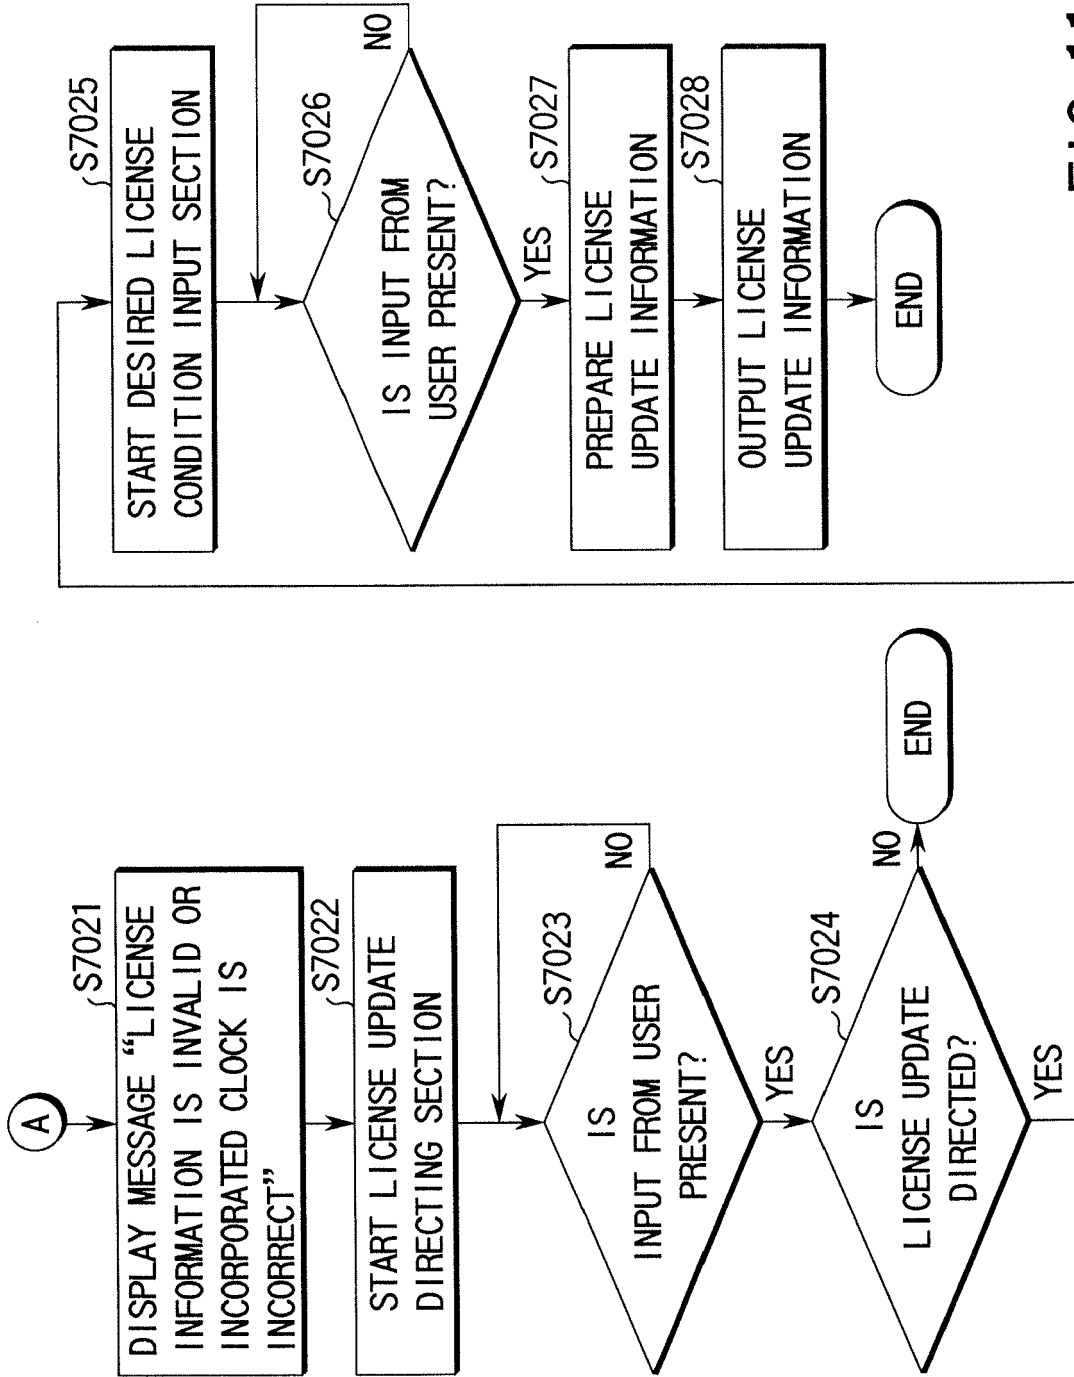 A
S7021
DISPLAY MESSAGE “LICENSE
INFORMATION IS INVALID OR
INCORPORATED CLOCK IS
INCORRECT”
S7022
START LICENSE UPDATE
DIRECTING SECTION
S7023
IS
INPUT FROM USER
PRESENT?
NO
YES
S7024
IS
LICENSE UPDATE
DIRECTED?
NO
END
YES
S7025
START DESIRED LICENSE
CONDITION INPUT SECTION
S7026
IS INPUT FROM
USER PRESENT?
NO
YES
S7027
PREPARE LICENSE
UPDATE INFORMATION
S7028
OUTPUT LICENSE
UPDATE INFORMATION
END